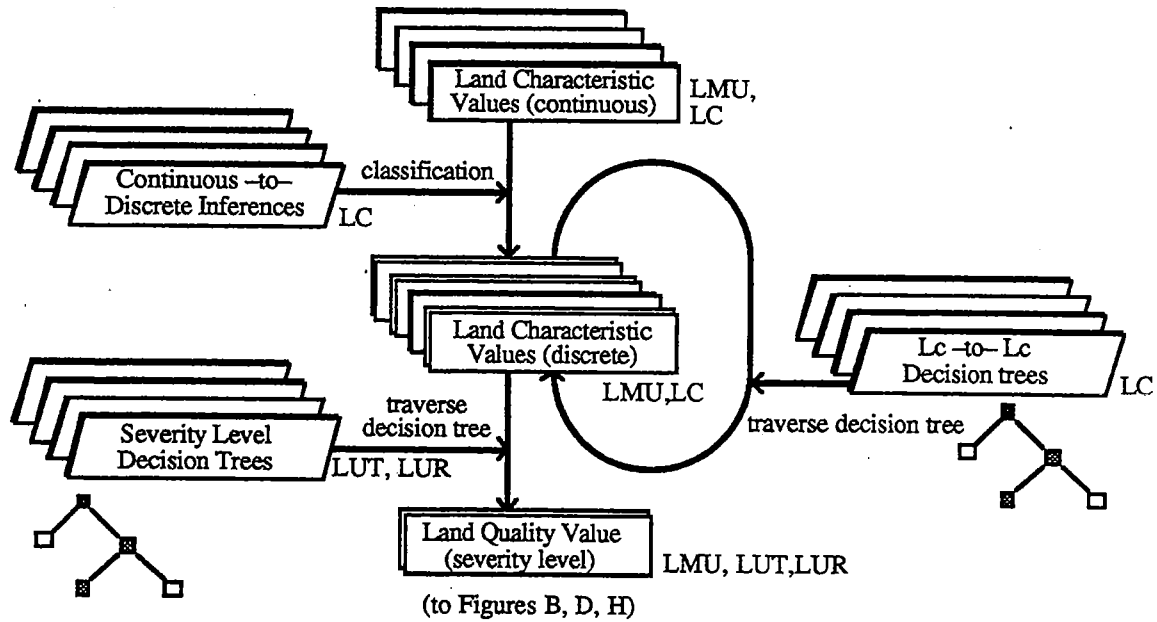 Land Characteristic
Values (continuous)
LMU,
LC
classification
Continuous –to–
Discrete Inferences
LC
Land Characteristic
Values (discrete)
LMU,LC
Lc –to– Lc
Decision trees
LC
traverse decision tree
traverse
decision tree
Severity Level
Decision Trees
LUT, LUR
Land Quality Value
(severity level)
LMU, LUT,LUR
(to Figures B, D, H)